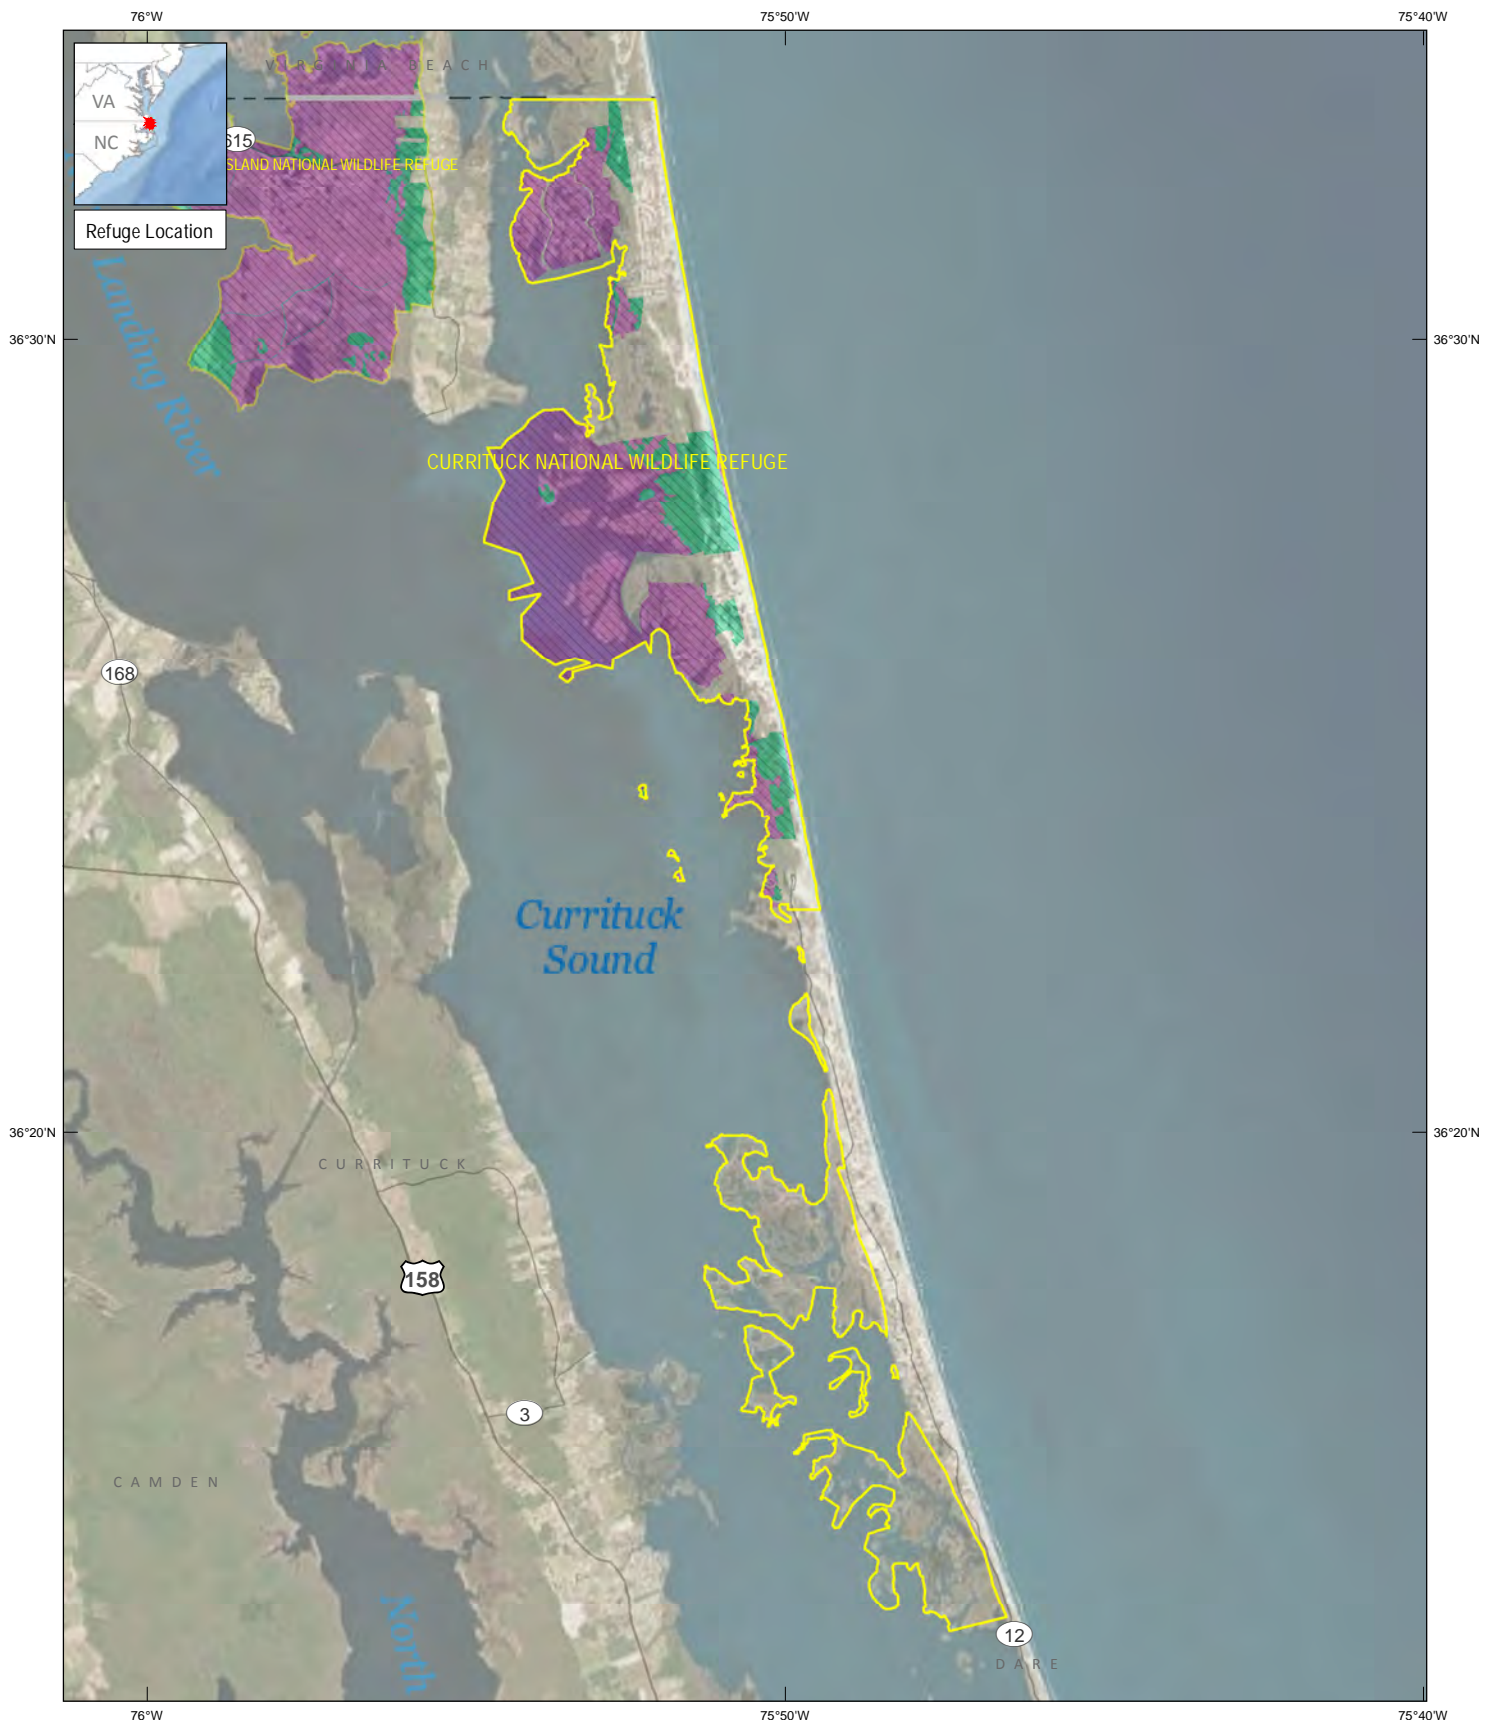 76°W
75°50'W
75°40'W
VIRGINIA BEACH
VA
NC
615
SLAND NATIONAL WILDLIFE REFUGE
Refuge Location
Landing River
36°30'N
36°30'N
CURRITUCK NATIONAL WILDLIFE REFUGE
168
Currituck
Sound
36°20'N
36°20'N
CURRITUCK
158
3
CAMDEN
North
12
DARE
76°W
75°50'W
75°40'W